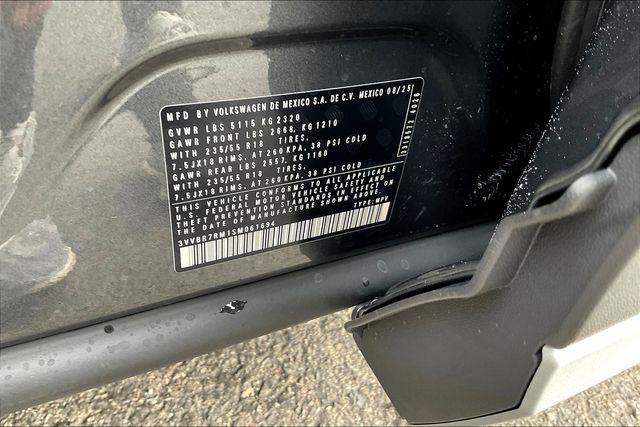 MFD BY VOLKSWAGEN DE MEXICO S.A. DE C.V. MEXICO 08/25
GVWR LBS 5115 KG 2320
GAWR FRONT LBS 2668, KG 1210
WITH 235/55 R18 TIRES.
7.5JX18 RIMS. AT 260 KPA. 38 PSI COLD
GAWR REAR LBS 2557, KG 1160
WITH 235/55 R18 TIRES.
7.5JX18 RIMS. AT 260 KPA. 38 PSI COLD
THIS VEHICLE CONFORMS TO ALL APPLICABLE
U.S. FEDERAL MOTOR VEHICLE SAFETY AND
THEFT PREVENTION STANDARDS IN EFFECT ON
THE DATE OF MANUFACTURE SHOWN ABOVE
3VVBR7RM1SM061694 TYPE: MPV